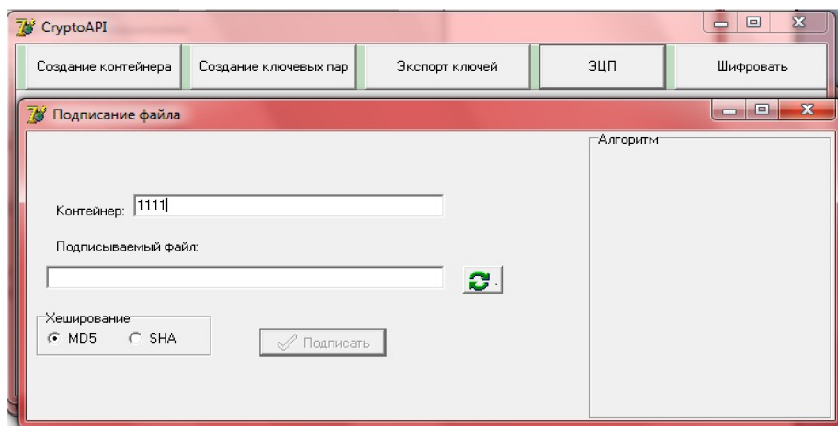 CryptoAPI
Создание контейнера
Создание ключевых пар
Экспорт ключей
ЭЦП
Шифровать
Подписание файла
Алгоритм
Контейнер:
1111
Подписываемый файл:
Хеширование
MD5
SHA
Подписать